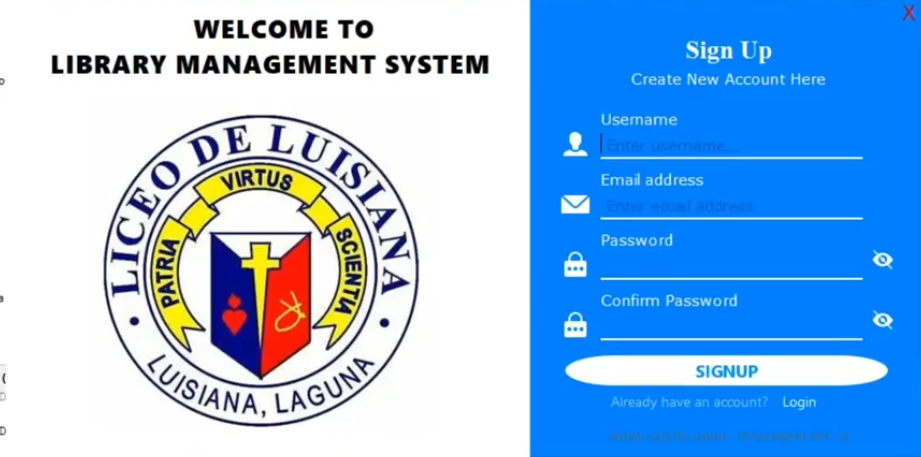 WELCOME TO
LIBRARY MANAGEMENT SYSTEM
LICEO DE LUISIANA
PATRIA
VIRTUS
SCIENTIA
LUISIANA, LAGUNA
X
Sign Up
Create New Account Here
Username
Enter username...
Email address
Enter email address...
Password
Confirm Password
SIGNUP
Already have an account? Login